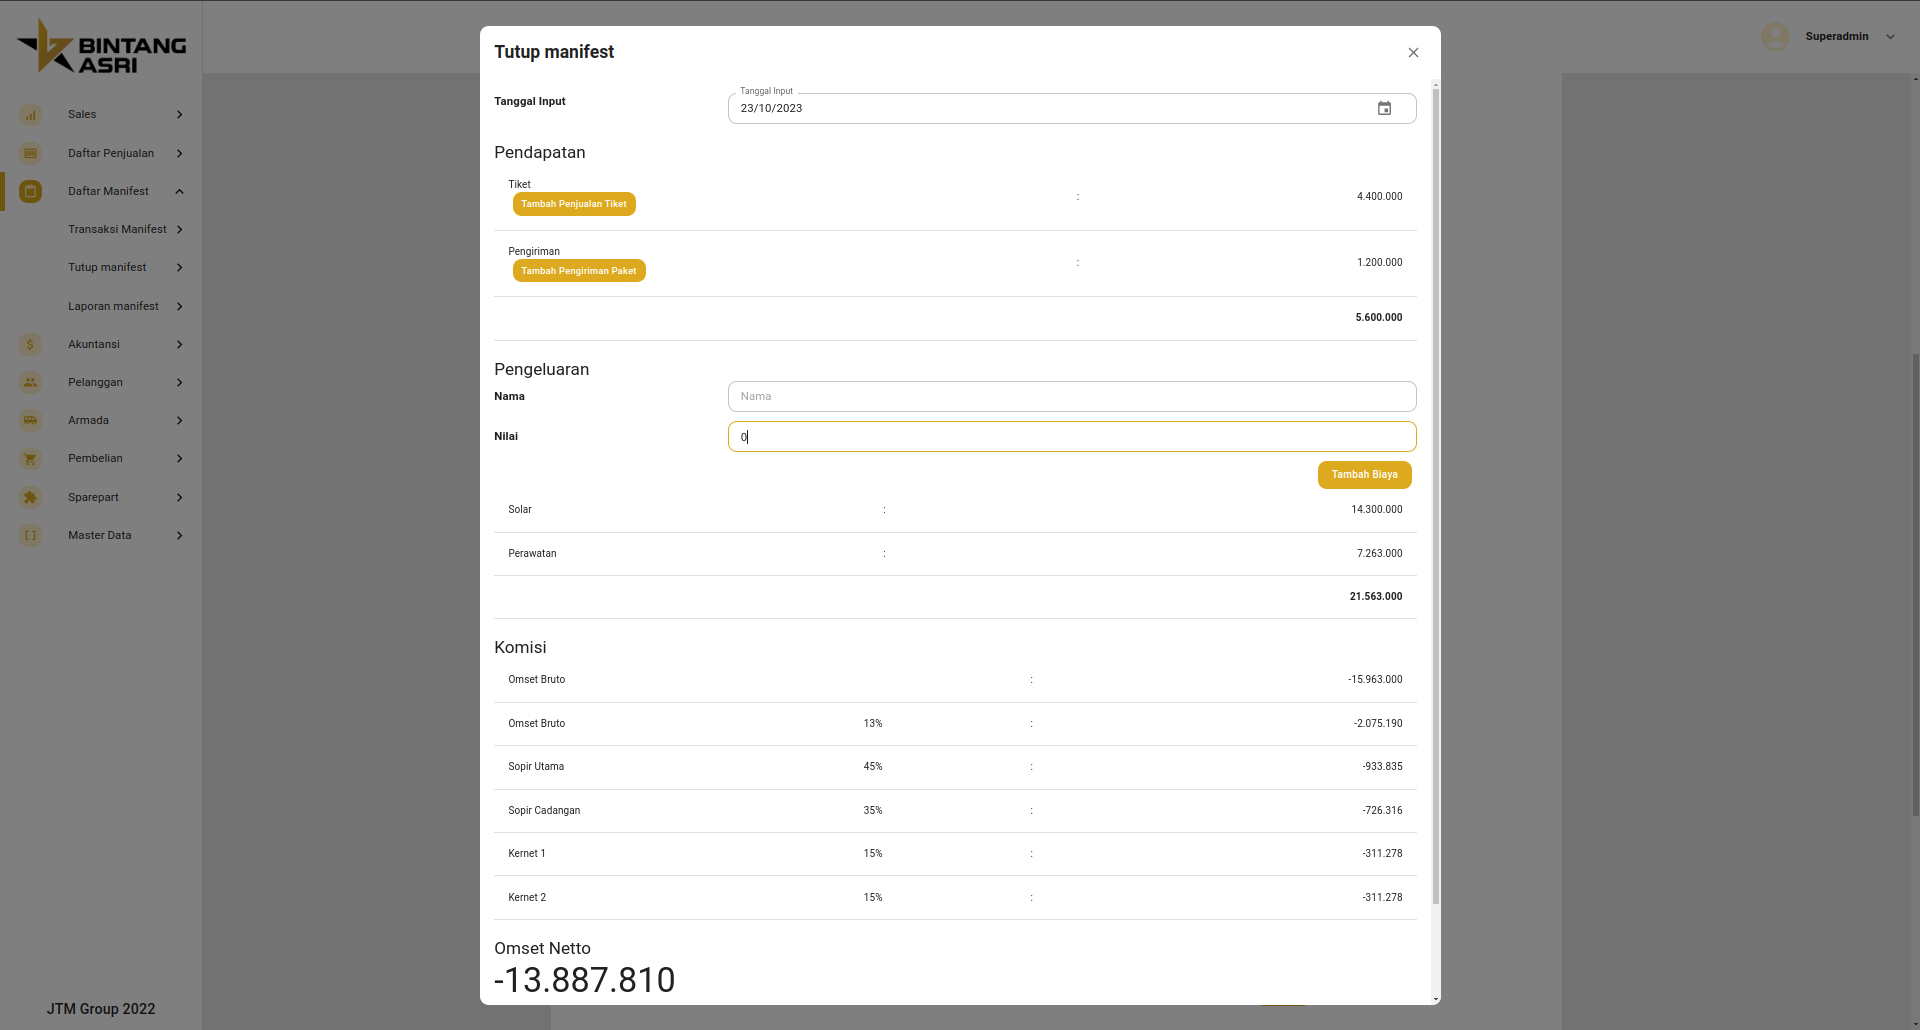 BINTANG
ASRI
Superadmin
Sales
Daftar Penjualan
Daftar Manifest
Transaksi Manifest
Tutup manifest
Laporan manifest
Akuntansi
Pelanggan
Armada
Pembelian
Sparepart
Master Data
JTM Group 2022
Tutup manifest
Tanggal Input
Tanggal Input
23/10/2023
Pendapatan
Tiket
Tambah Penjualan Tiket
: 4.400.000
Pengiriman
Tambah Pengiriman Paket
: 1.200.000
5.600.000
Pengeluaran
Nama Nama
Nilai 0
Tambah Biaya
Solar : 14.300.000
Perawatan : 7.263.000
21.563.000
Komisi
Omset Bruto : -15.963.000
Omset Bruto 13% : -2.075.190
Sopir Utama 45% : -933.835
Sopir Cadangan 35% : -726.316
Kernet 1 15% : -311.278
Kernet 2 15% : -311.278
Omset Netto
-13.887.810